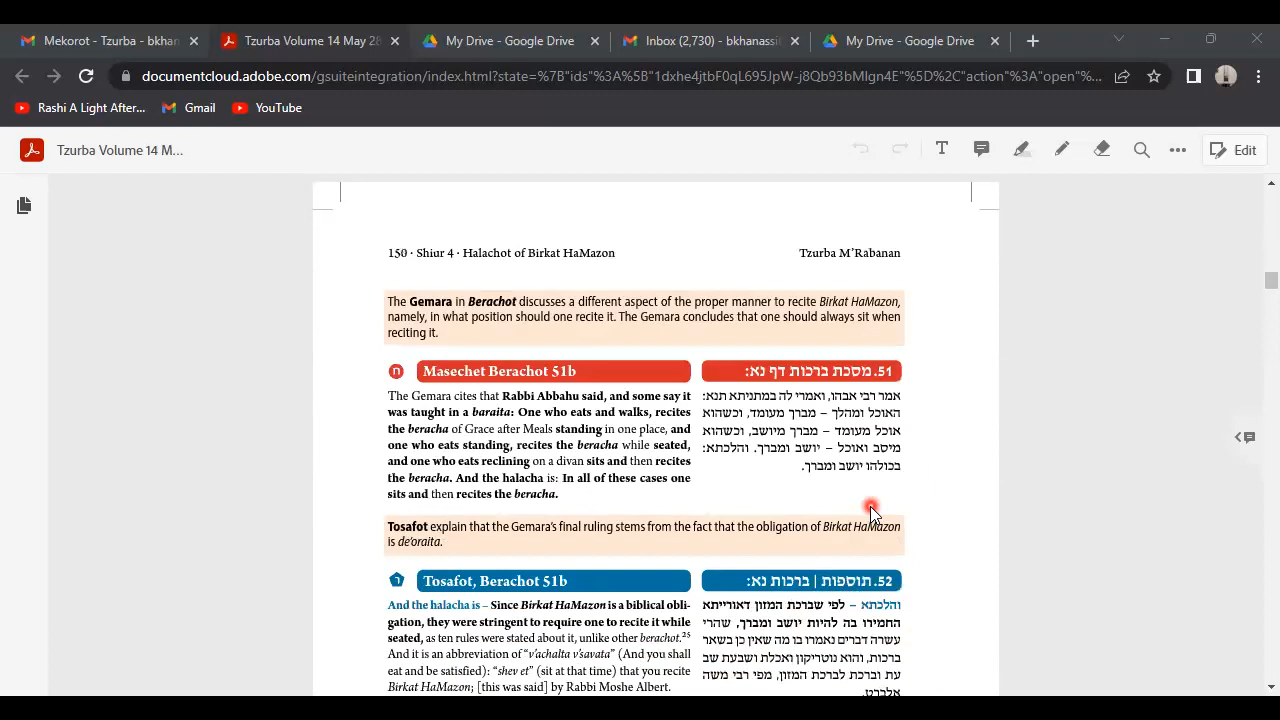 Mekorot - Tzurba - bkhan
Tzurba Volume 14 May 28
My Drive - Google Drive
Inbox (2,730) - bkhanassi
My Drive - Google Drive
documentcloud.adobe.com/gsuiteintegration/index.html?state=%7B"ids"%3A%5B"1dxhe4jtbF0qL695JpW-j8Qb93bMlgn4E"%5D%2C"action"%3A"open"%...
Rashi A Light After...
Gmail
YouTube
Tzurba Volume 14 M...
Edit
150 · Shiur 4 · Halachot of Birkat HaMazon
Tzurba M'Rabanan
The Gemara in Berachot discusses a different aspect of the proper manner to recite Birkat HaMazon,
namely, in what position should one recite it. The Gemara concludes that one should always sit when
reciting it.
ח
Masechet Berachot 51b
The Gemara cites that Rabbi Abbahu said, and some say it
was taught in a baraita: One who eats and walks, recites
the beracha of Grace after Meals standing in one place, and
one who eats standing, recites the beracha while seated,
and one who eats reclining on a divan sits and then recites
the beracha. And the halacha is: In all of these cases one
sits and then recites the beracha.
51. מסכת ברכות דף נא:
אמר רבי אבהו, ואמרי לה במתניתא תנא:
האוכל ומהלך – מברך מעומד, וכשהוא
אוכל מעומד – מברך מיושב, וכשהוא
מיסב ואוכל – יושב ומברך. והלכתא:
בכולהו יושב ומברך.
Tosafot explain that the Gemara's final ruling stems from the fact that the obligation of Birkat HaMazon
is de'oraita.
ר
Tosafot, Berachot 51b
And the halacha is – Since Birkat HaMazon is a biblical obli-
gation, they were stringent to require one to recite it while
seated, as ten rules were stated about it, unlike other berachot.25
And it is an abbreviation of "v'achalta v'savata" (And you shall
eat and be satisfied): "shev et" (sit at that time) that you recite
Birkat HaMazon; [this was said] by Rabbi Moshe Albert.
52. תוספות | ברכות נא:
והלכתא – לפי שברכת המזון דאורייתא
החמירו בה להיות יושב ומברך, שהרי
עשרה דברים נאמרו בו מה שאין כן בשאר
ברכות, והוא נוטריקון ואכלת ושבעת שב
עת וברכת לברכת המזון, מפי רבי משה
אלברט.